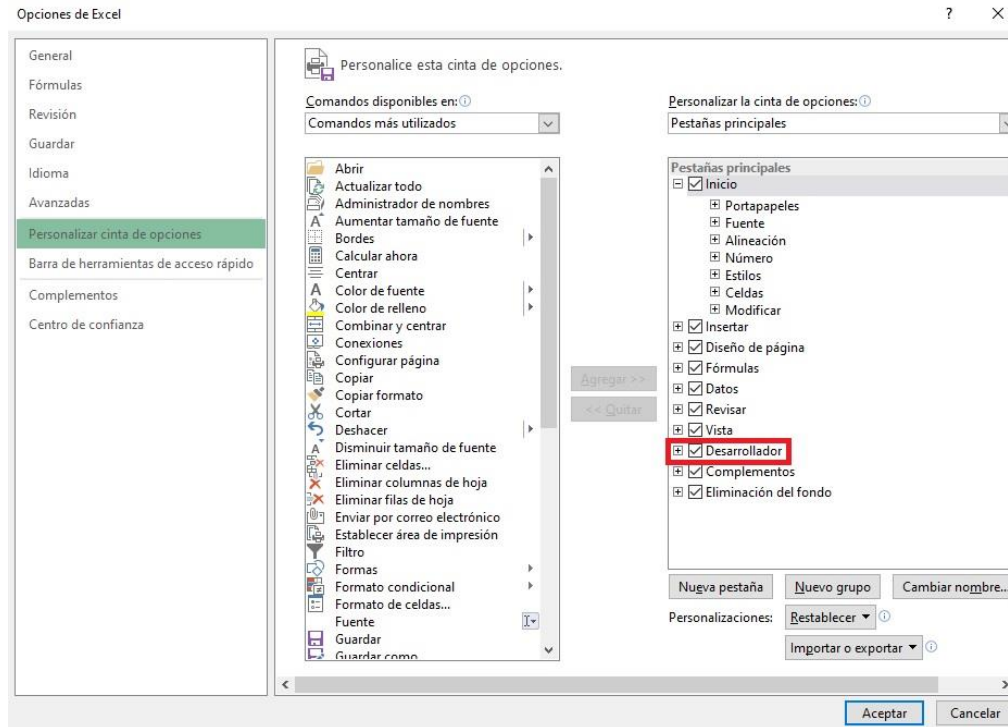 Opciones de Excel
?
General
Fórmulas
Revisión
Guardar
Idioma
Avanzadas
Personalizar cinta de opciones
Barra de herramientas de acceso rápido
Complementos
Centro de confianza
Personalice esta cinta de opciones.
Comandos disponibles en:
Comandos más utilizados
Abrir
Actualizar todo
Administrador de nombres
Aumentar tamaño de fuente
Bordes
Calcular ahora
Centrar
Color de fuente
Color de relleno
Combinar y centrar
Conexiones
Configurar página
Copiar
Copiar formato
Cortar
Deshacer
Disminuir tamaño de fuente
Eliminar celdas...
Eliminar columnas de hoja
Eliminar filas de hoja
Enviar por correo electrónico
Establecer área de impresión
Filtro
Formas
Formato condicional
Formato de celdas...
Fuente
Guardar
Guardar como
Agregar >>
<< Quitar
Personalizar la cinta de opciones:
Pestañas principales
Pestañas principales
Inicio
Portapapeles
Fuente
Alineación
Número
Estilos
Celdas
Modificar
Insertar
Diseño de página
Fórmulas
Datos
Revisar
Vista
Desarrollador
Complementos
Eliminación del fondo
Nueva pestaña
Nuevo grupo
Cambiar nombre...
Personalizaciones:
Restablecer
Importar o exportar
Aceptar
Cancelar